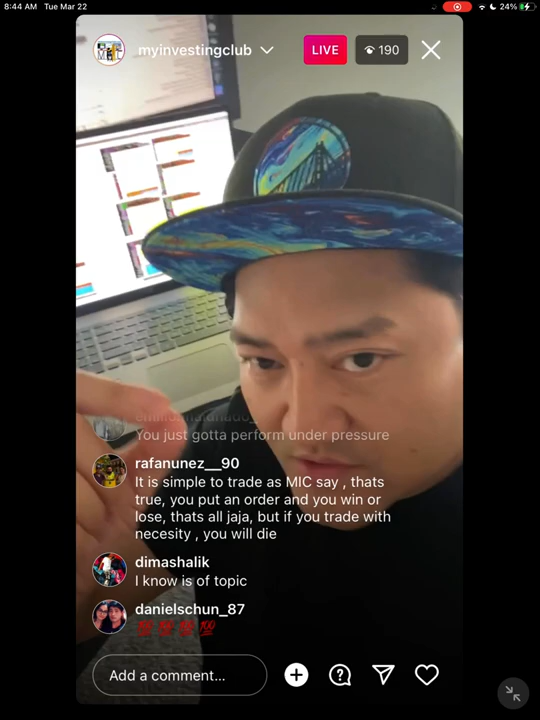 8:44 AM Tue Mar 22
24%
myinvestingclub
LIVE
190
You just gotta perform under pressure
rafanunez__90
It is simple to trade as MIC say , thats
true, you put an order and you win or
lose, thats all jaja, but if you trade with
necesity , you will die
dimashalik
I know is of topic
danielschun_87
💯 💯 💯 💯
Add a comment...